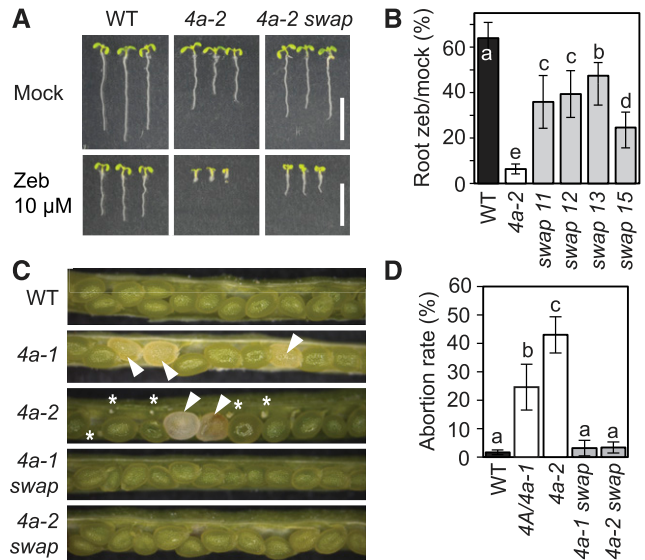 A
WT
4a-2
4a-2 swap
Mock
Zeb
10 µM
B
Root zeb/mock (%)
60
40
20
0
a
e
c
c
b
d
WT
4a-2
swap 11
swap 12
swap 13
swap 15
C
WT
4a-1
4a-2
* * * * *
4a-1
swap
4a-2
swap
D
Abortion rate (%)
60
50
40
30
20
10
0
a
b
c
a
a
WT
4A/4a-1
4a-2
4a-1 swap
4a-2 swap